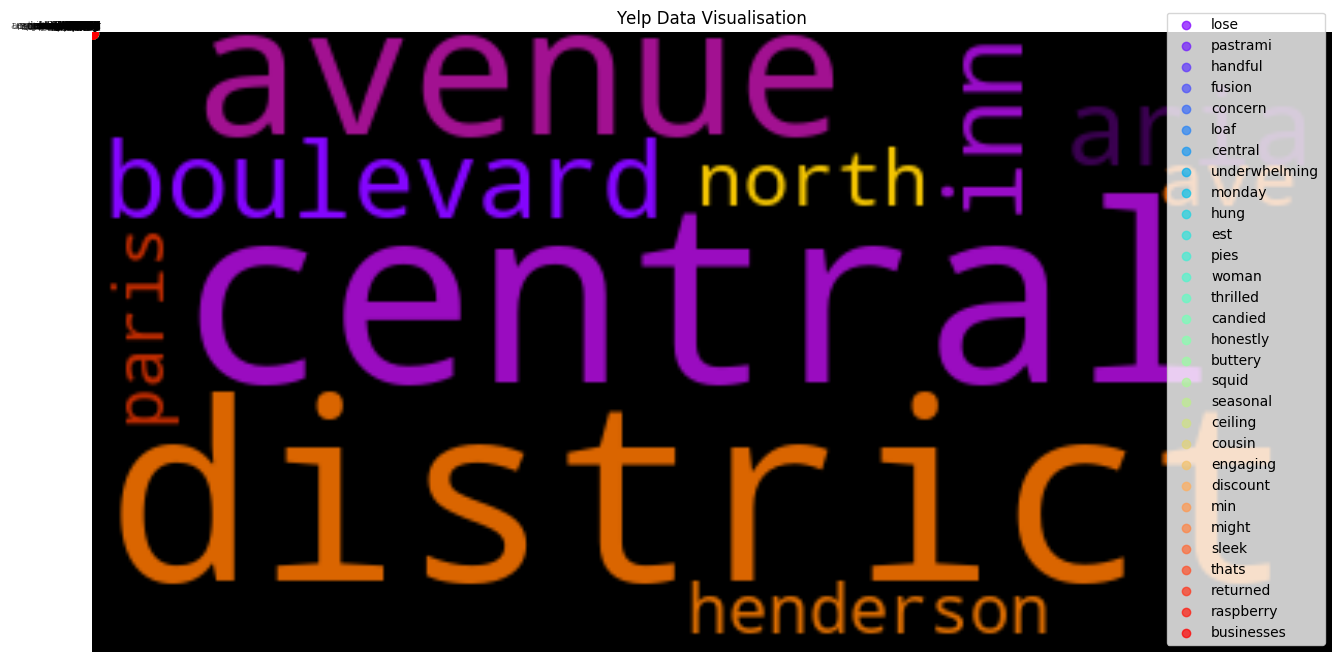 Yelp Data Visualisation
avenue
inn
aria
boulevard
north
ave
paris
central
district
henderson
lose
pastrami
handful
fusion
concern
loaf
central
underwhelming
monday
hung
est
pies
woman
thrilled
candied
honestly
buttery
squid
seasonal
ceiling
cousin
engaging
discount
min
might
sleek
thats
returned
raspberry
businesses